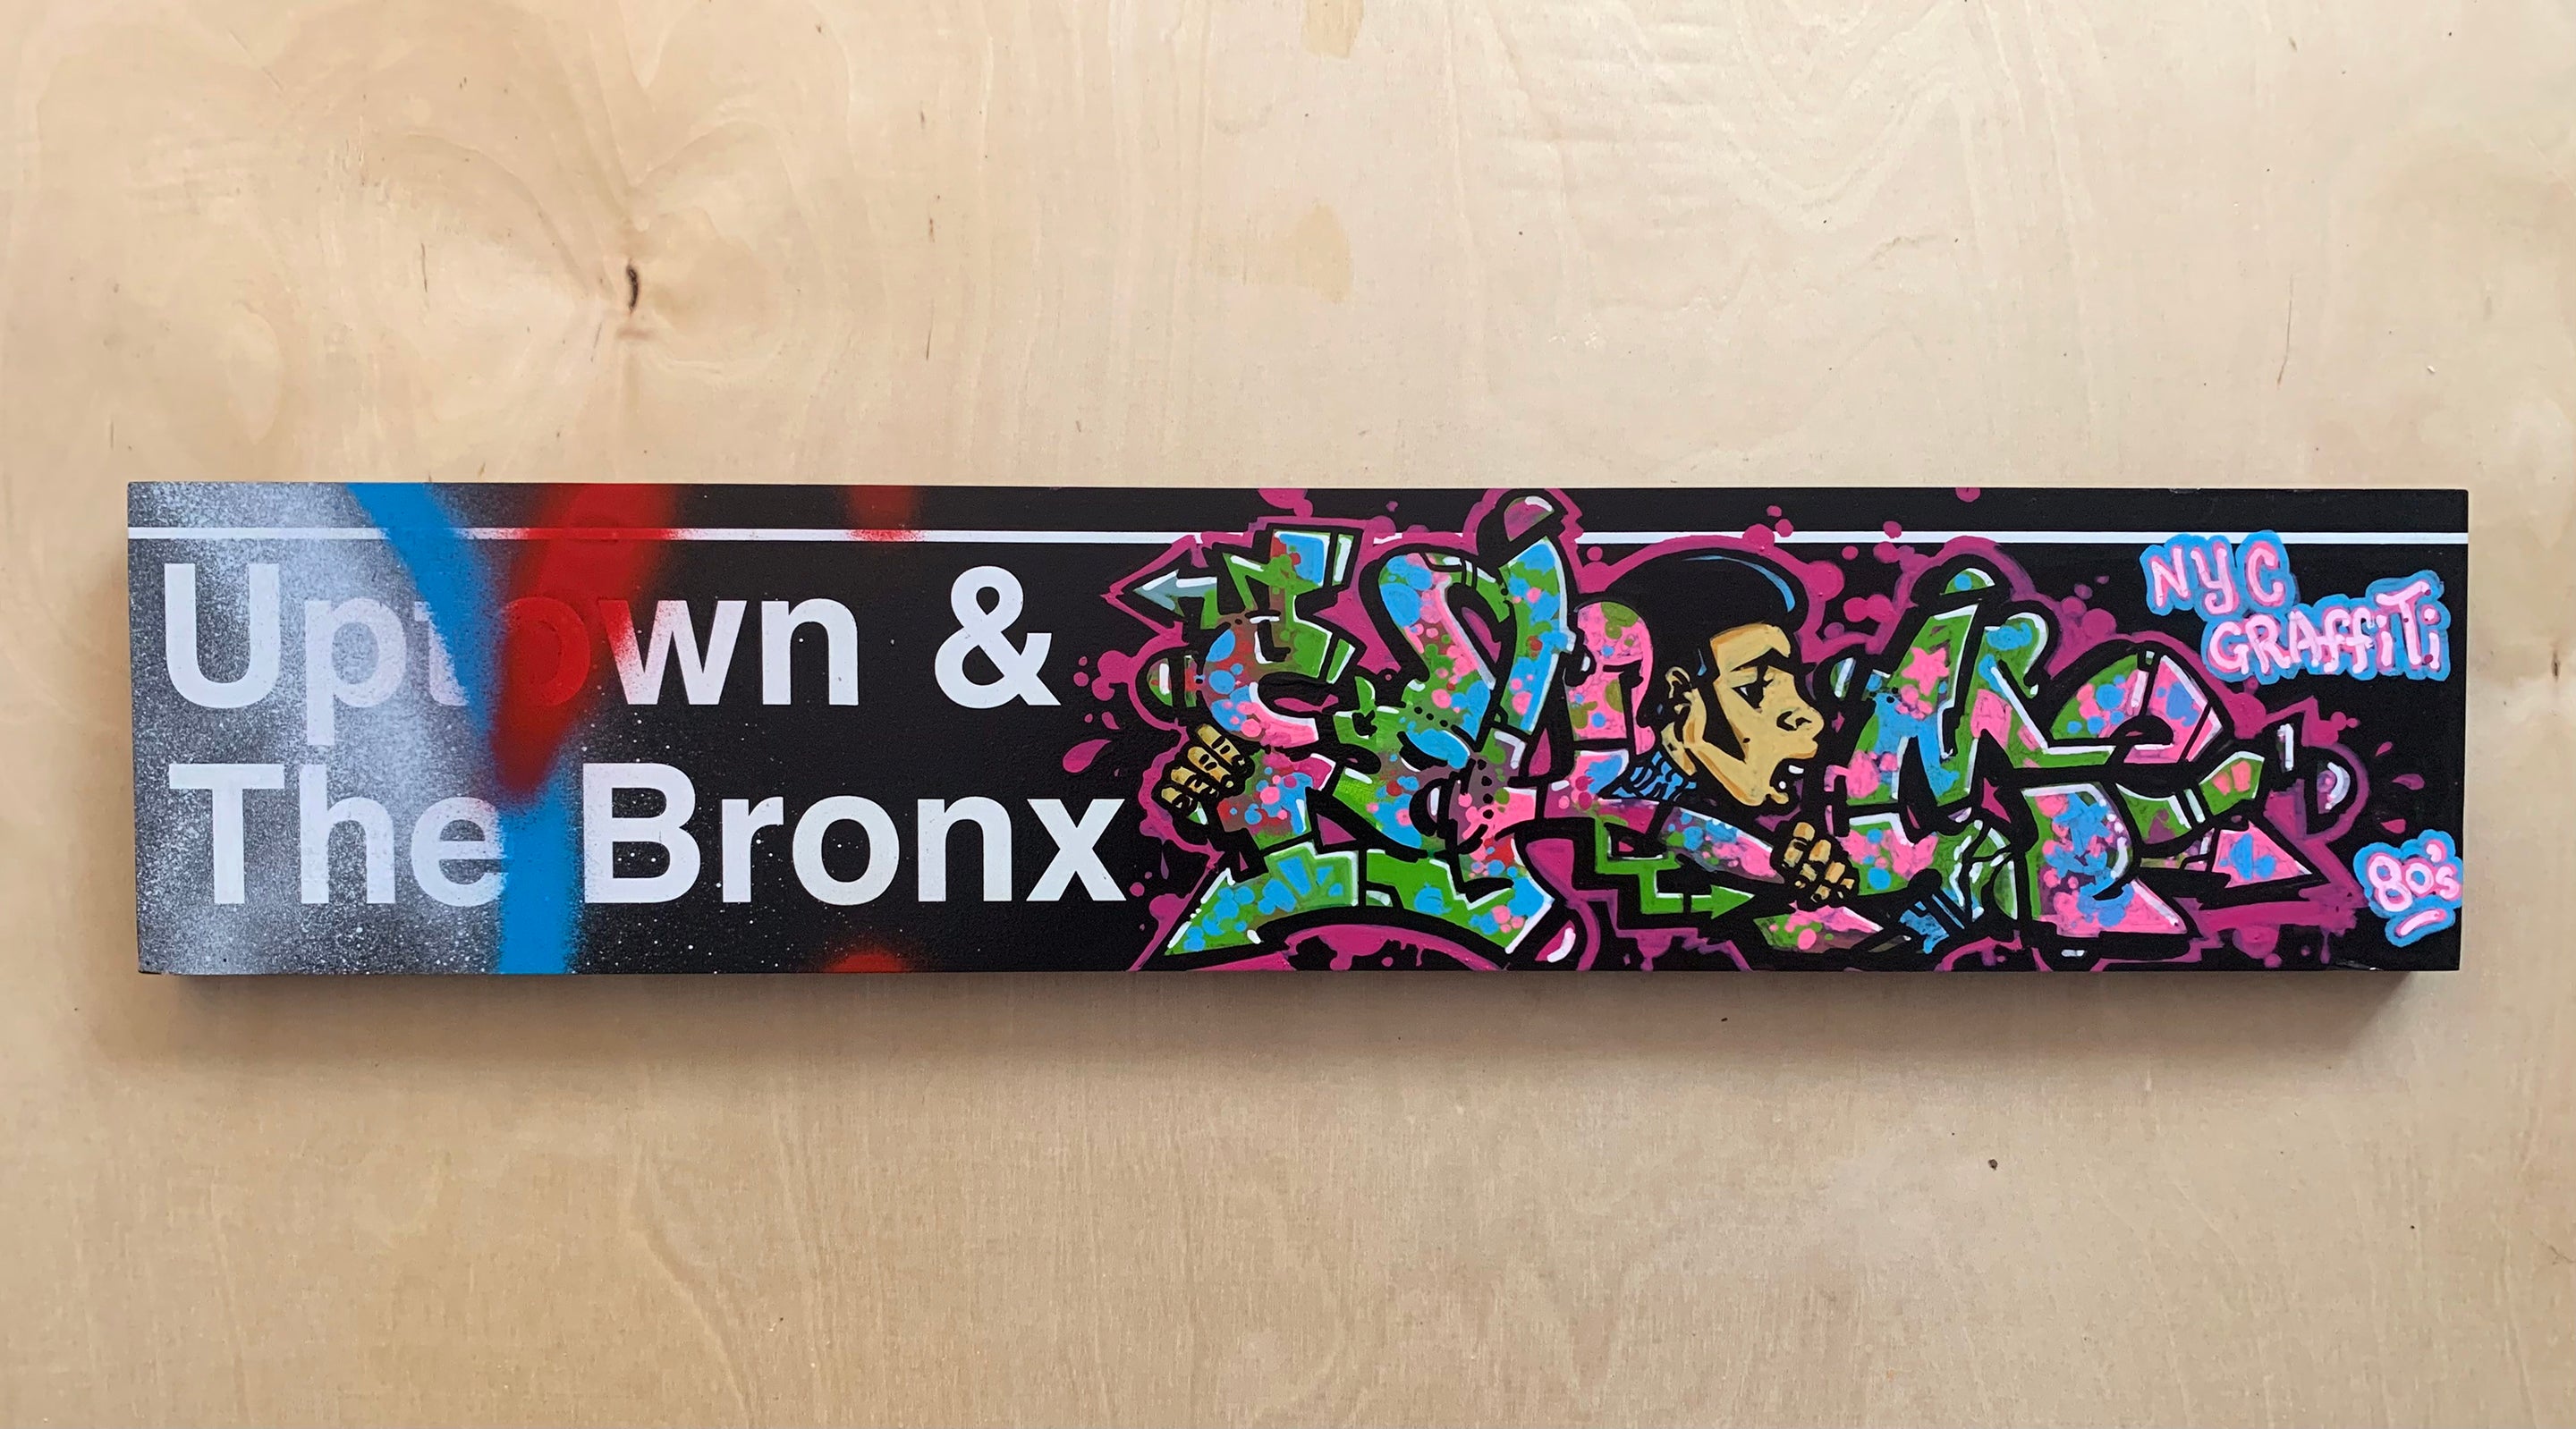 Uptown &
The Bronx
NYC
GRAffiTi
80's